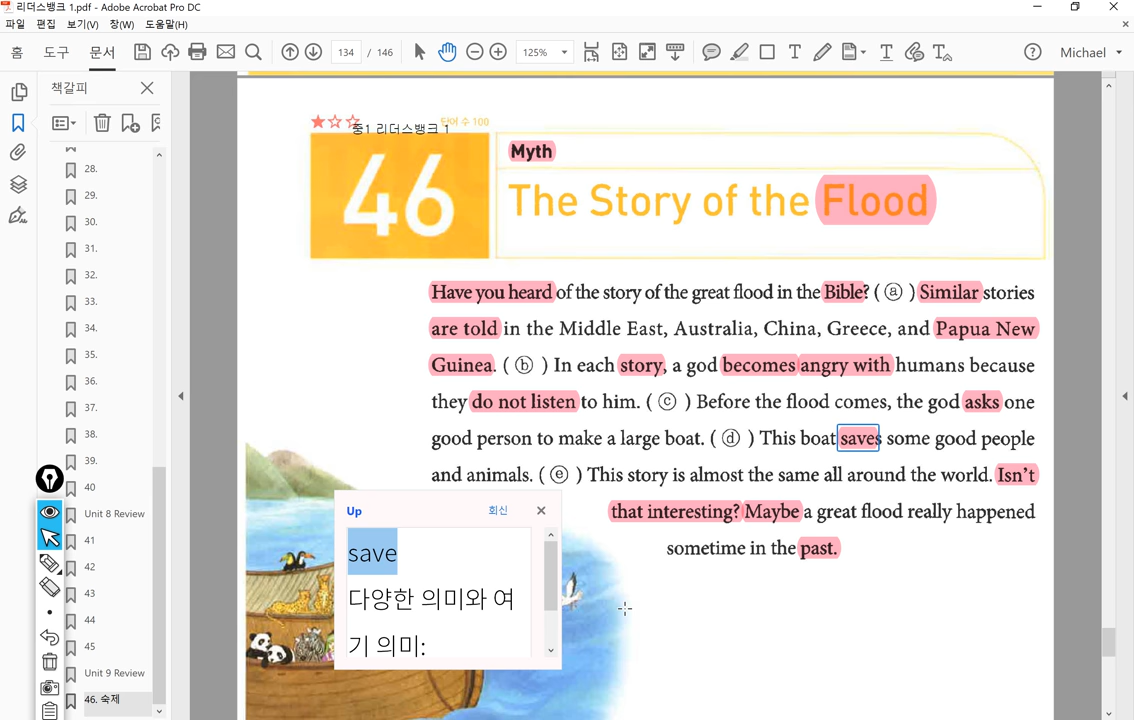 리더스뱅크 1.pdf - Adobe Acrobat Pro DC
파일 편집 보기(V) 창(W) 도움말(H)
홈 도구 문서 134 / 146 125% Michael
책갈피
28.
29.
30.
31.
32.
33.
34.
35.
36.
37.
38.
39.
40
Unit 8 Review
41
42
43
44
45
Unit 9 Review
46. 숙제
단어 수 100
중1 리더스뱅크 1
46
Myth
The Story of the Flood
Have you heard of the story of the great flood in the Bible? ( ⓐ ) Similar stories
are told in the Middle East, Australia, China, Greece, and Papua New
Guinea. ( ⓑ ) In each story, a god becomes angry with humans because
they do not listen to him. ( ⓒ ) Before the flood comes, the god asks one
good person to make a large boat. ( ⓓ ) This boat saves some good people
and animals. ( ⓔ ) This story is almost the same all around the world. Isn't
that interesting? Maybe a great flood really happened
sometime in the past.
Up 회신
save
다양한 의미와 여
기 의미: